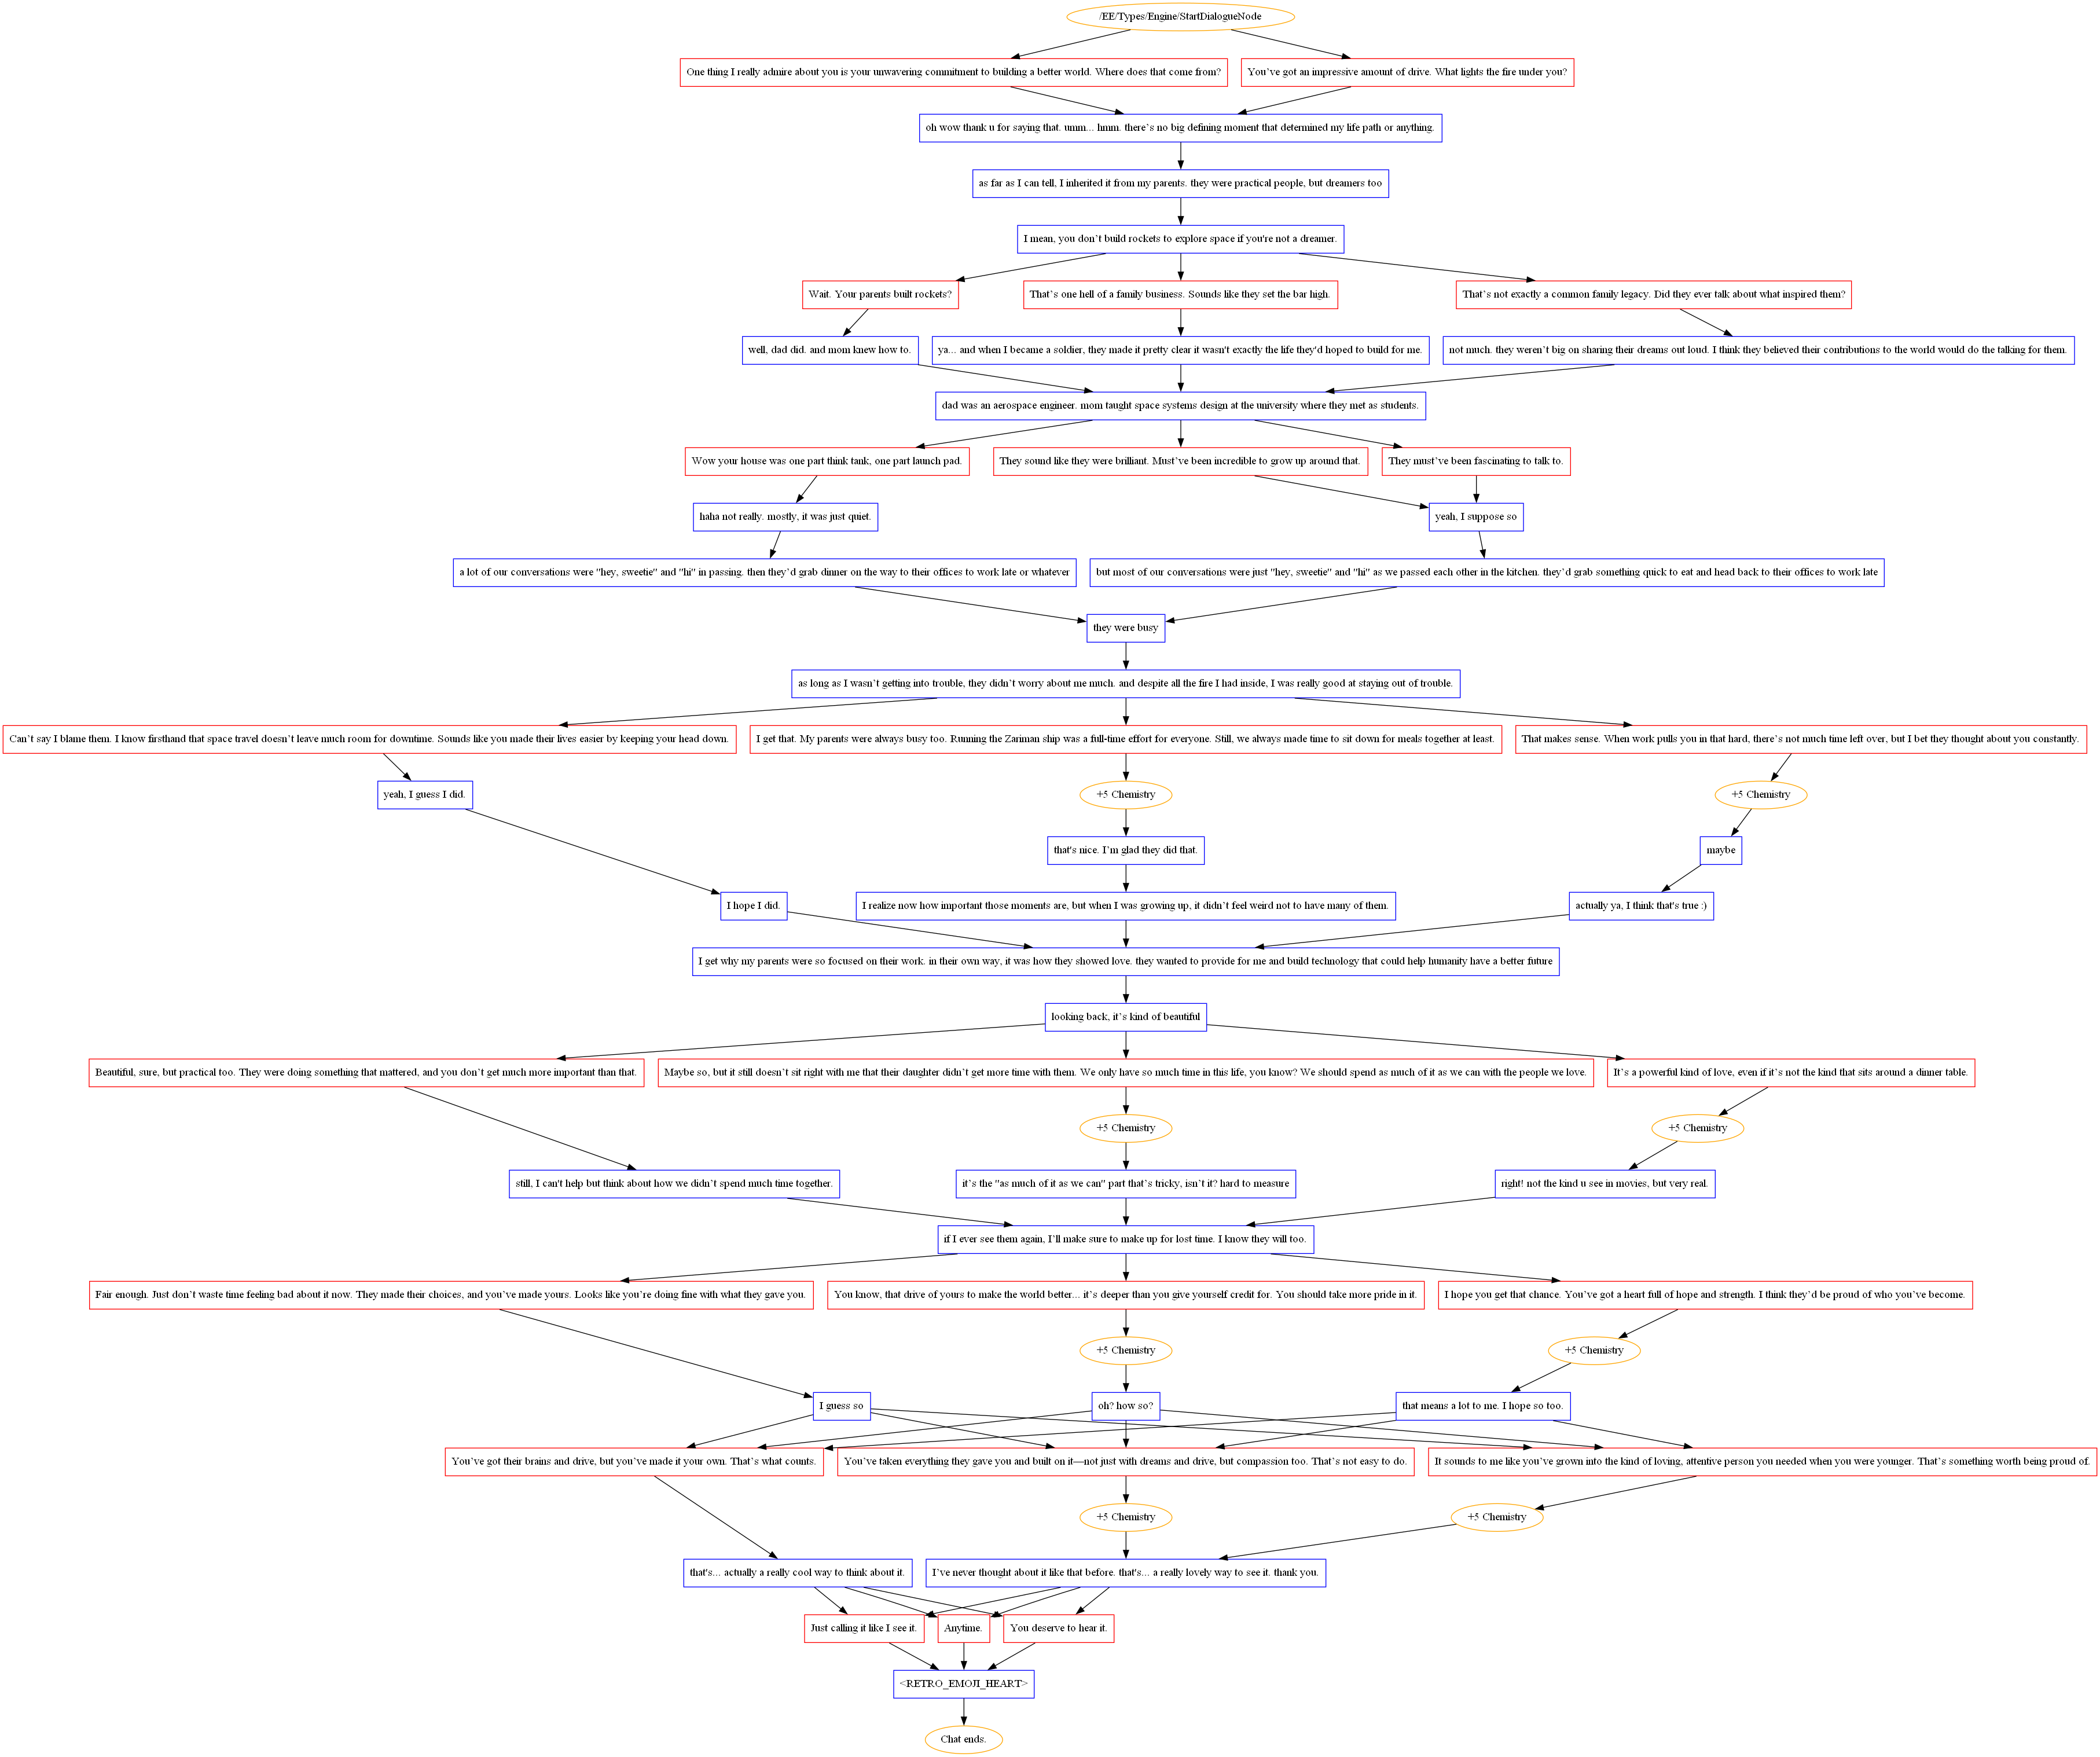 /EE/Types/Engine/StartDialogueNode
One thing I really admire about you is your unwavering commitment to building a better world. Where does that come from?
You've got an impressive amount of drive. What lights the fire under you?
oh wow thank u for saying that. umm... hmm. there's no big defining moment that determined my life path or anything.
as far as I can tell, I inherited it from my parents. they were practical people, but dreamers too
I mean, you don't build rockets to explore space if you're not a dreamer.
Wait. Your parents built rockets?
That's one hell of a family business. Sounds like they set the bar high.
That's not exactly a common family legacy. Did they ever talk about what inspired them?
well, dad did. and mom knew how to.
ya... and when I became a soldier, they made it pretty clear it wasn't exactly the life they'd hoped to build for me.
not much. they weren't big on sharing their dreams out loud. I think they believed their contributions to the world would do the talking for them.
dad was an aerospace engineer. mom taught space systems design at the university where they met as students.
Wow your house was one part think tank, one part launch pad.
They sound like they were brilliant. Must've been incredible to grow up around that.
They must've been fascinating to talk to.
haha not really. mostly, it was just quiet.
yeah, I suppose so
a lot of our conversations were "hey, sweetie" and "hi" in passing. then they'd grab dinner on the way to their offices to work late or whatever
but most of our conversations were just "hey, sweetie" and "hi" as we passed each other in the kitchen. they'd grab something quick to eat and head back to their offices to work late
they were busy
as long as I wasn't getting into trouble, they didn't worry about me much. and despite all the fire I had inside, I was really good at staying out of trouble.
Can't say I blame them. I know firsthand that space travel doesn't leave much room for downtime. Sounds like you made their lives easier by keeping your head down.
I get that. My parents were always busy too. Running the Zariman ship was a full-time effort for everyone. Still, we always made time to sit down for meals together at least.
That makes sense. When work pulls you in that hard, there's not much time left over, but I bet they thought about you constantly.
yeah, I guess I did.
+5 Chemistry
+5 Chemistry
that's nice. I'm glad they did that.
maybe
I hope I did.
I realize now how important those moments are, but when I was growing up, it didn't feel weird not to have many of them.
actually ya, I think that's true :)
I get why my parents were so focused on their work. in their own way, it was how they showed love. they wanted to provide for me and build technology that could help humanity have a better future
looking back, it's kind of beautiful
Beautiful, sure, but practical too. They were doing something that mattered, and you don't get much more important than that.
Maybe so, but it still doesn't sit right with me that their daughter didn't get more time with them. We only have so much time in this life, you know? We should spend as much of it as we can with the people we love.
It's a powerful kind of love, even if it's not the kind that sits around a dinner table.
+5 Chemistry
+5 Chemistry
still, I can't help but think about how we didn't spend much time together.
it's the "as much of it as we can" part that's tricky, isn't it? hard to measure
right! not the kind u see in movies, but very real.
if I ever see them again, I'll make sure to make up for lost time. I know they will too.
Fair enough. Just don't waste time feeling bad about it now. They made their choices, and you've made yours. Looks like you're doing fine with what they gave you.
You know, that drive of yours to make the world better... it's deeper than you give yourself credit for. You should take more pride in it.
I hope you get that chance. You've got a heart full of hope and strength. I think they'd be proud of who you've become.
+5 Chemistry
+5 Chemistry
I guess so
oh? how so?
that means a lot to me. I hope so too.
You've got their brains and drive, but you've made it your own. That's what counts.
You've taken everything they gave you and built on it—not just with dreams and drive, but compassion too. That's not easy to do.
It sounds to me like you've grown into the kind of loving, attentive person you needed when you were younger. That's something worth being proud of.
+5 Chemistry
+5 Chemistry
that's... actually a really cool way to think about it.
I've never thought about it like that before. that's... a really lovely way to see it. thank you.
Just calling it like I see it.
Anytime.
You deserve to hear it.
<RETRO_EMOJI_HEART>
Chat ends.